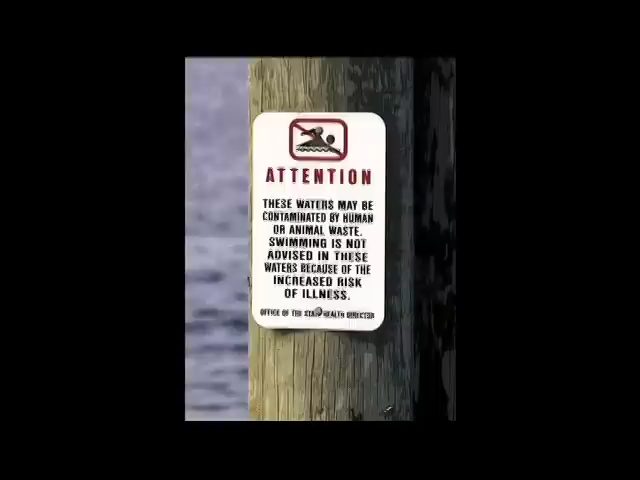 ATTENTION
THESE WATERS MAY BE
CONTAMINATED BY HUMAN
OR ANIMAL WASTE.
SWIMMING IS NOT
ADVISED IN THESE
WATERS BECAUSE OF THE
INCREASED RISK
OF ILLNESS.
OFFICE OF THE STATE HEALTH DIRECTOR